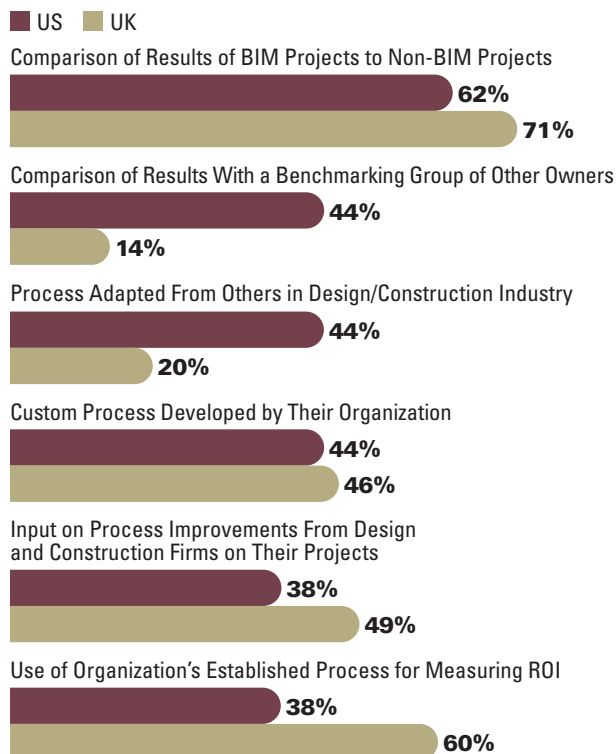 US UK
Comparison of Results of BIM Projects to Non-BIM Projects
62%
71%
Comparison of Results With a Benchmarking Group of Other Owners
44%
14%
Process Adapted From Others in Design/Construction Industry
44%
20%
Custom Process Developed by Their Organization
44%
46%
Input on Process Improvements From Design
and Construction Firms on Their Projects
38%
49%
Use of Organization's Established Process for Measuring ROI
38%
60%